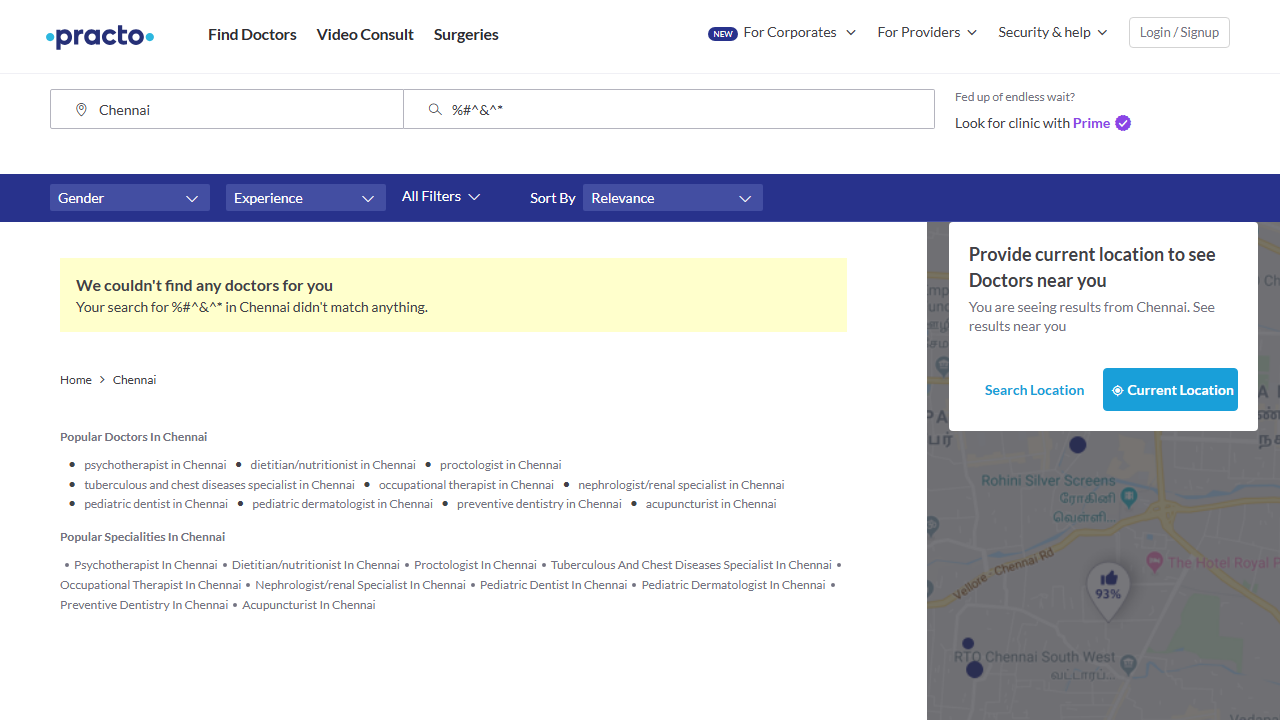 practo
Find Doctors Video Consult Surgeries
NEW For Corporates For Providers Security & help Login / Signup
Chennai %#^&^*
Fed up of endless wait?
Look for clinic with Prime
Gender Experience All Filters Sort By Relevance
We couldn't find any doctors for you
Your search for %#^&^* in Chennai didn't match anything.
Home > Chennai
Popular Doctors In Chennai
• psychotherapist in Chennai • dietitian/nutritionist in Chennai • proctologist in Chennai
• tuberculous and chest diseases specialist in Chennai • occupational therapist in Chennai • nephrologist/renal specialist in Chennai
• pediatric dentist in Chennai • pediatric dermatologist in Chennai • preventive dentistry in Chennai • acupuncturist in Chennai
Popular Specialities In Chennai
• Psychotherapist In Chennai • Dietitian/nutritionist In Chennai • Proctologist In Chennai • Tuberculous And Chest Diseases Specialist In Chennai •
Occupational Therapist In Chennai • Nephrologist/renal Specialist In Chennai • Pediatric Dentist In Chennai • Pediatric Dermatologist In Chennai •
Preventive Dentistry In Chennai • Acupuncturist In Chennai
Provide current location to see
Doctors near you
You are seeing results from Chennai. See
results near you
Search Location Current Location
Rohini Silver Screens
ரோகினி
வெள்ளி...
Vellore - Chennai Rd
The Hotel Royal P
93%
RTO Chennai South West
வட்டாரப்...